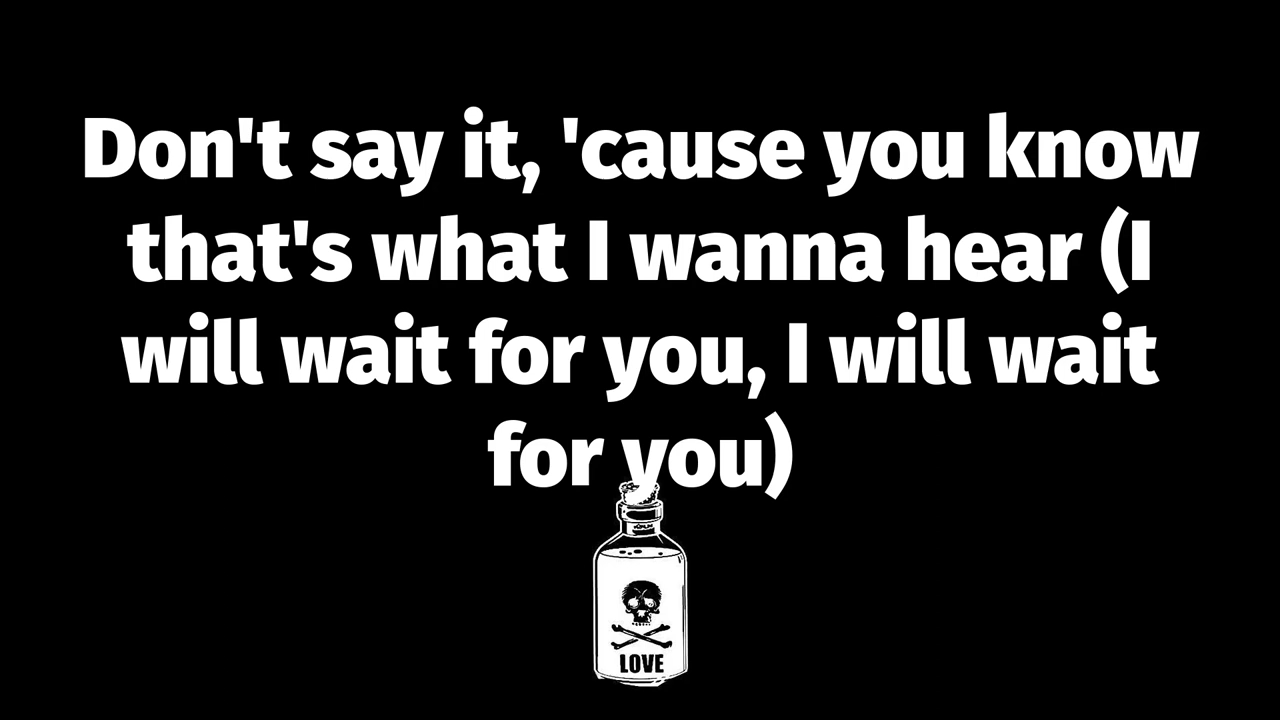 Don't say it, 'cause you know
that's what I wanna hear (I
will wait for you, I will wait
for you)
LOVE